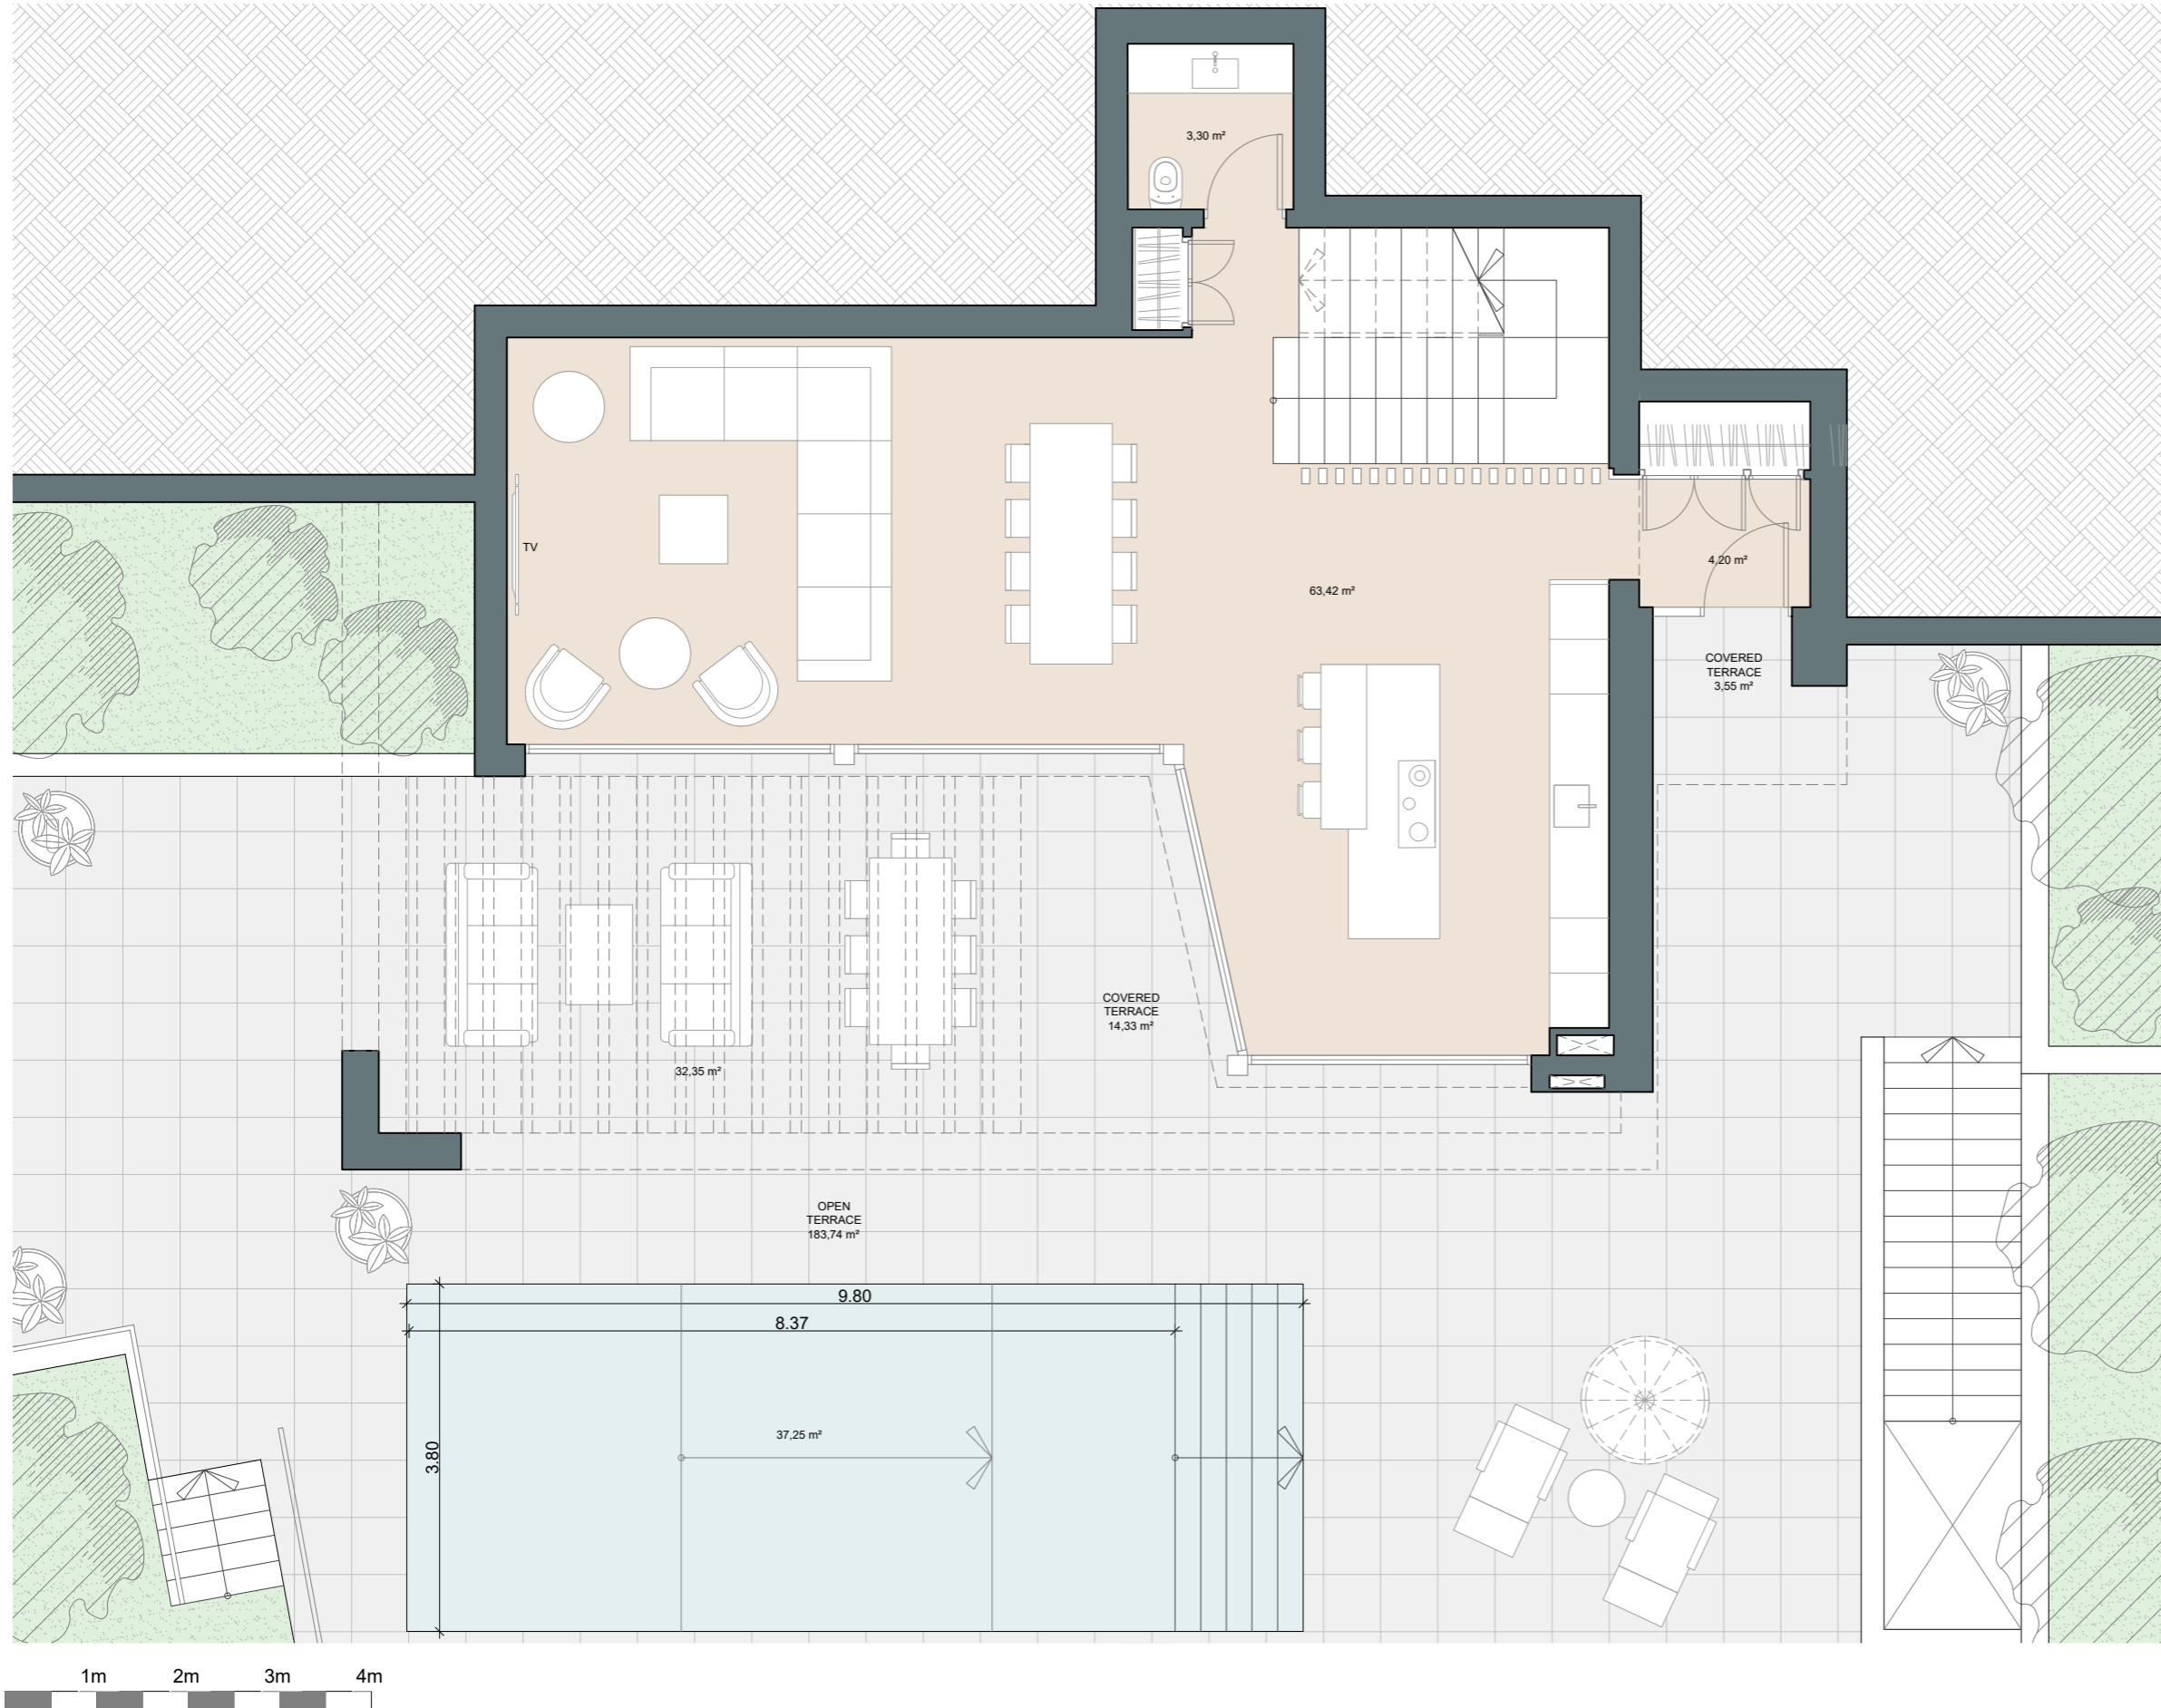 3,30 m²
TV
4,20 m²
63,42 m²
COVERED
TERRACE
3,55 m²
COVERED
TERRACE
14,33 m²
32,35 m²
OPEN
TERRACE
183,74 m²
9.80
8.37
3.80
37,25 m²
1m 2m 3m 4m